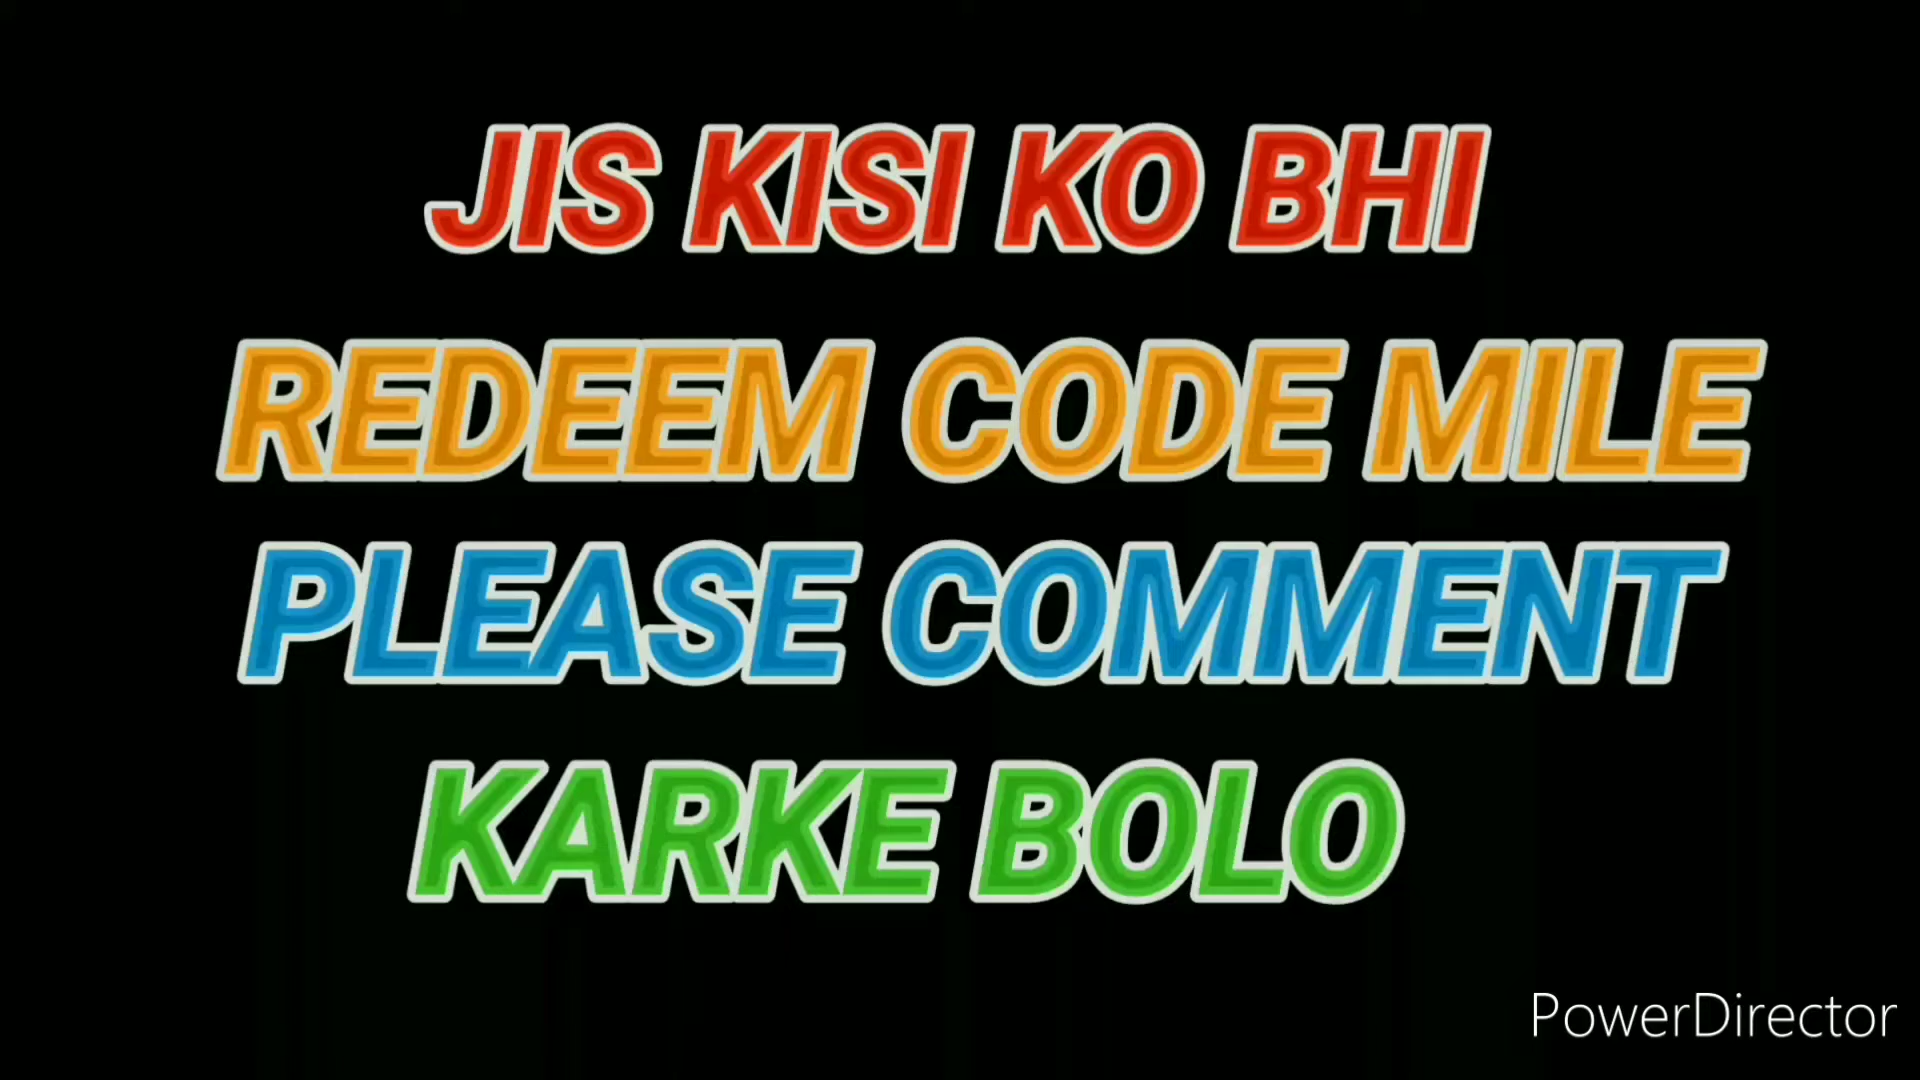 JIS KISI KO BHI
REDEEM CODE MILE
PLEASE COMMENT
KARKE BOLO
PowerDirector